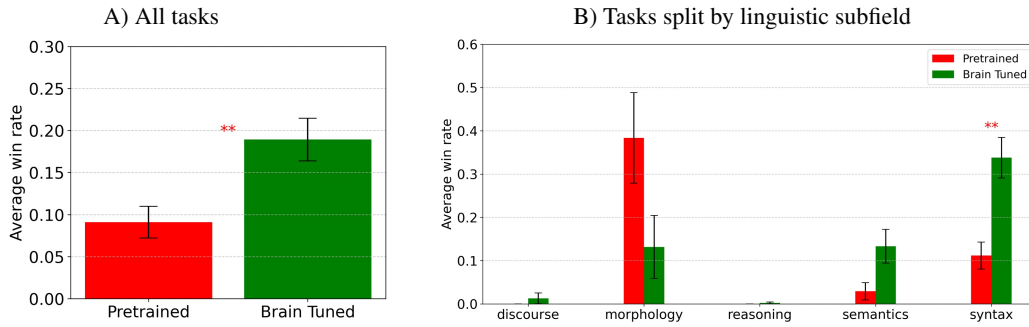 A) All tasks
Average win rate
0.30
0.25
0.20
0.15
0.10
0.05
0.00
**
Pretrained
Brain Tuned
B) Tasks split by linguistic subfield
Average win rate
0.6
0.5
0.4
0.3
0.2
0.1
0.0
Pretrained
Brain Tuned
**
discourse
morphology
reasoning
semantics
syntax